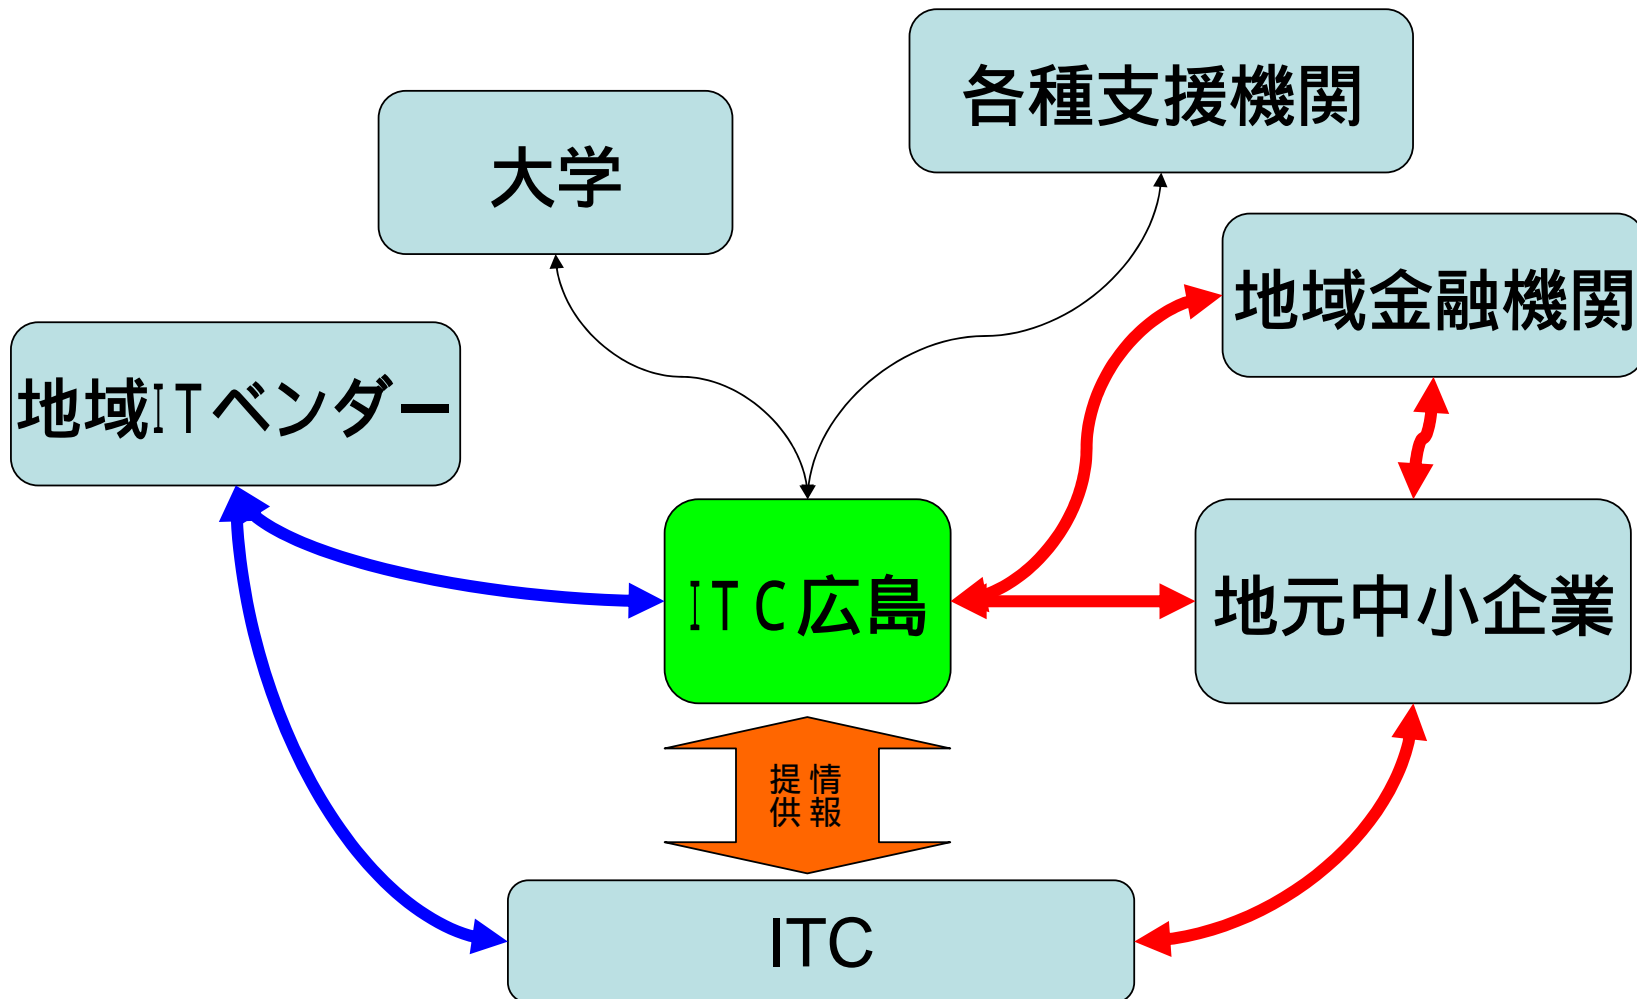 各種支援機関
大学
地域金融機関
地域ITベンダー
ITC広島
地元中小企業
情報
提供
ITC